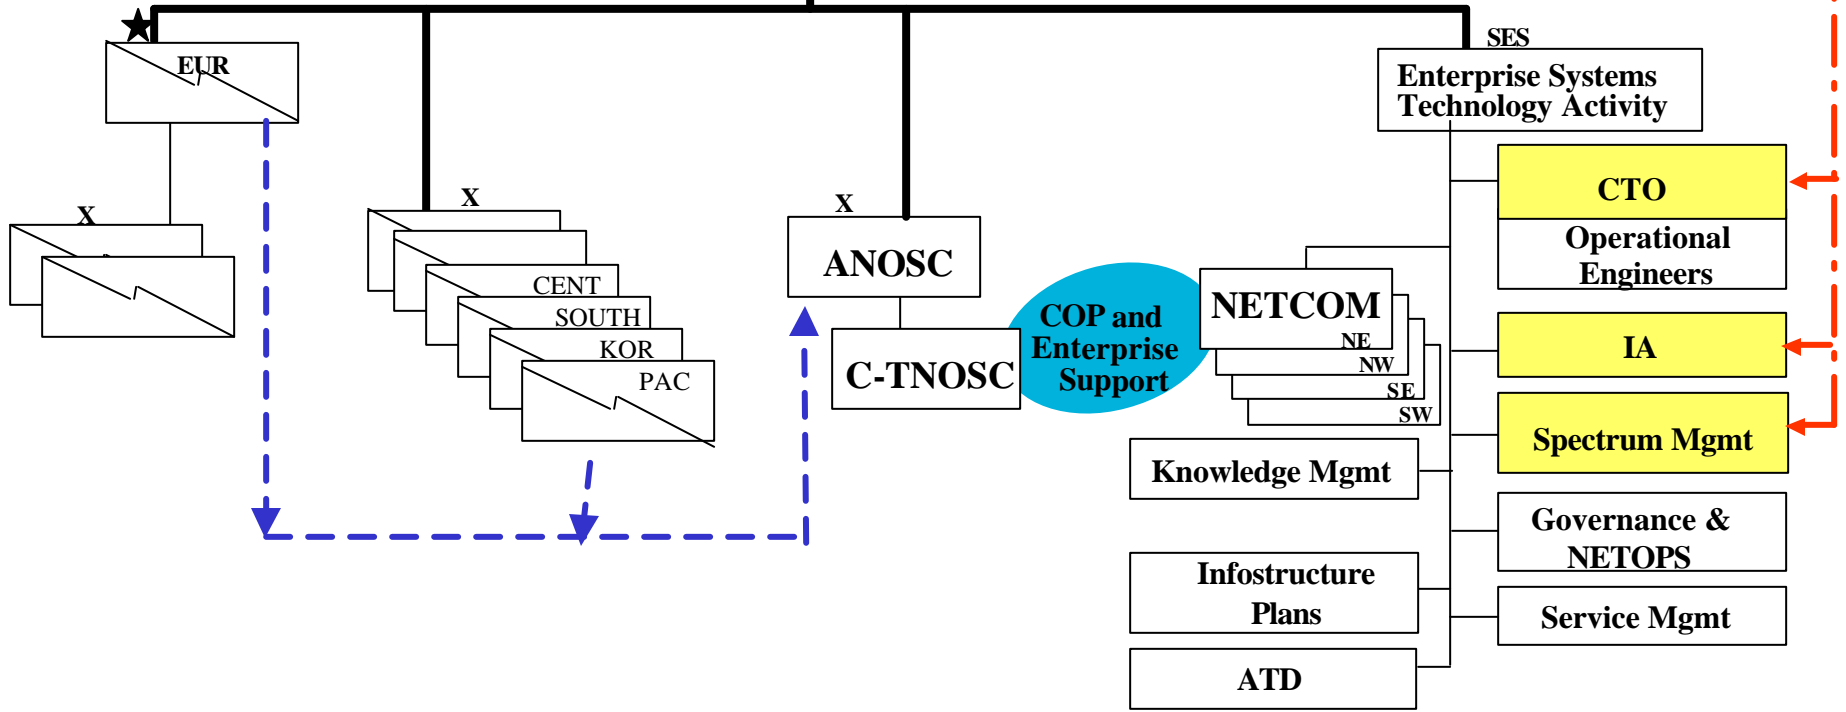 EUR
X
X
CENT
SOUTH
KOR
PAC
X
ANOSC
C-TNOSC
COP and
Enterprise
Support
SES
Enterprise Systems
Technology Activity
NETCOM
NE
NW
SE
SW
Knowledge Mgmt
Infostructure
Plans
ATD
CTO
Operational
Engineers
IA
Spectrum Mgmt
Governance &
NETOPS
Service Mgmt